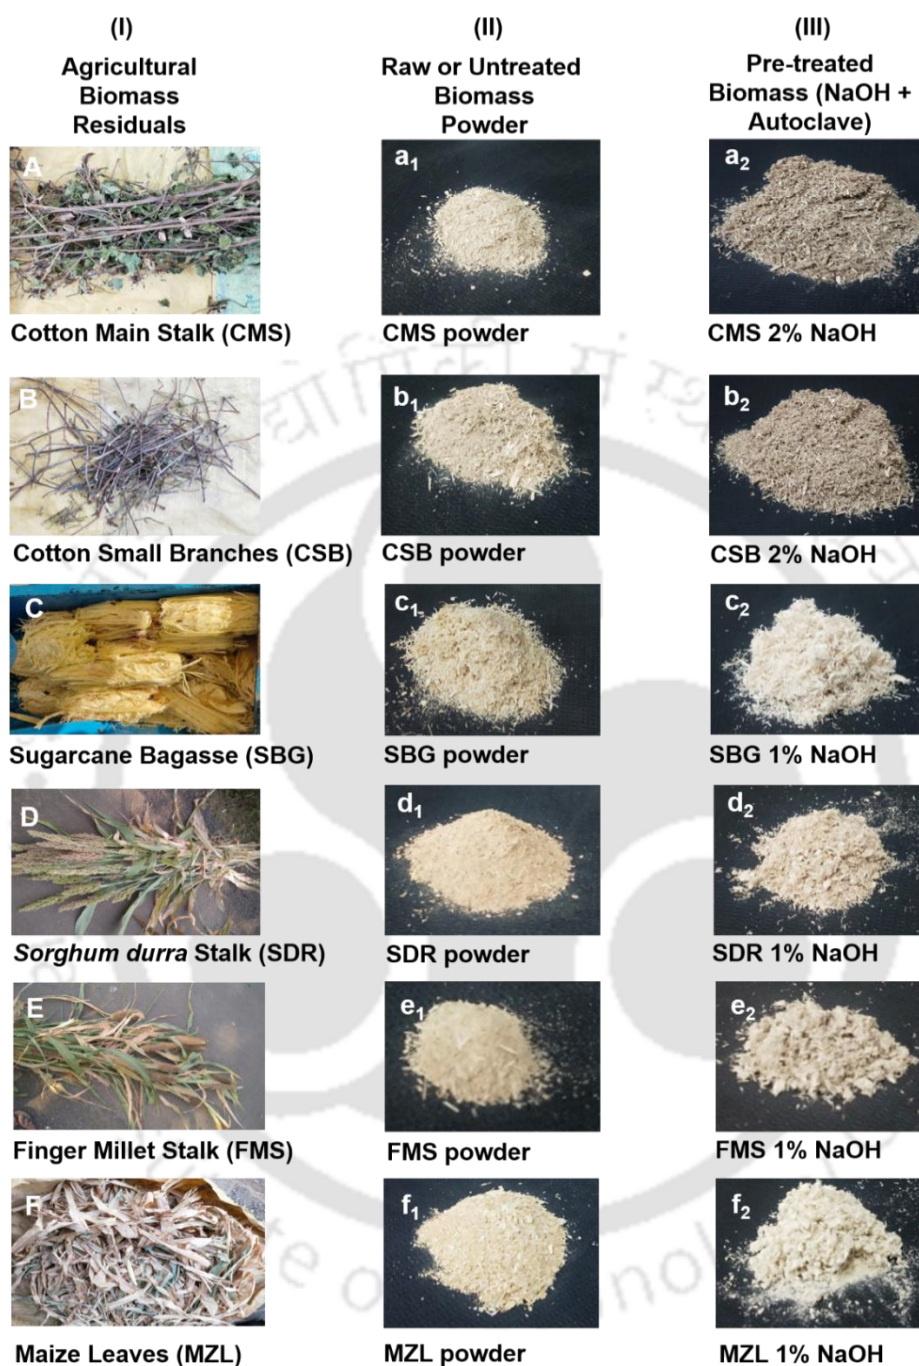 (I)
(II)
(III)
Agricultural
Biomass
Residuals
Raw or Untreated
Biomass
Powder
Pre-treated
Biomass (NaOH +
Autoclave)
A
a1
a2
Cotton Main Stalk (CMS)
CMS powder
CMS 2% NaOH
B
b1
b2
Cotton Small Branches (CSB)
CSB powder
CSB 2% NaOH
C
c1
c2
Sugarcane Bagasse (SBG)
SBG powder
SBG 1% NaOH
D
d1
d2
Sorghum durra Stalk (SDR)
SDR powder
SDR 1% NaOH
E
e1
e2
Finger Millet Stalk (FMS)
FMS powder
FMS 1% NaOH
F
f1
f2
Maize Leaves (MZL)
MZL powder
MZL 1% NaOH